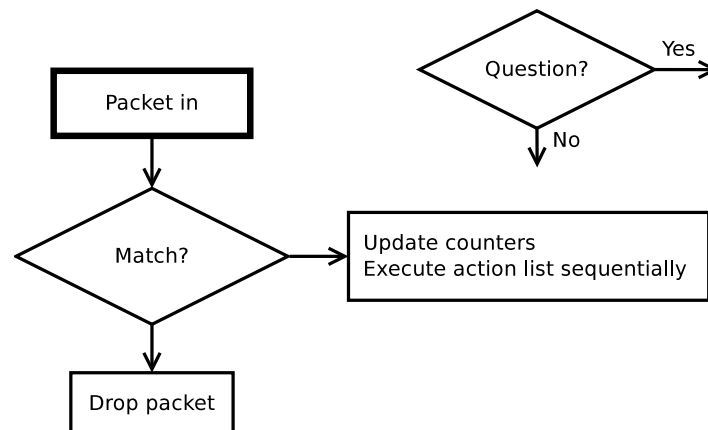 Yes
Question?
Packet in
No
Match?
Update counters
Execute action list sequentially
Drop packet